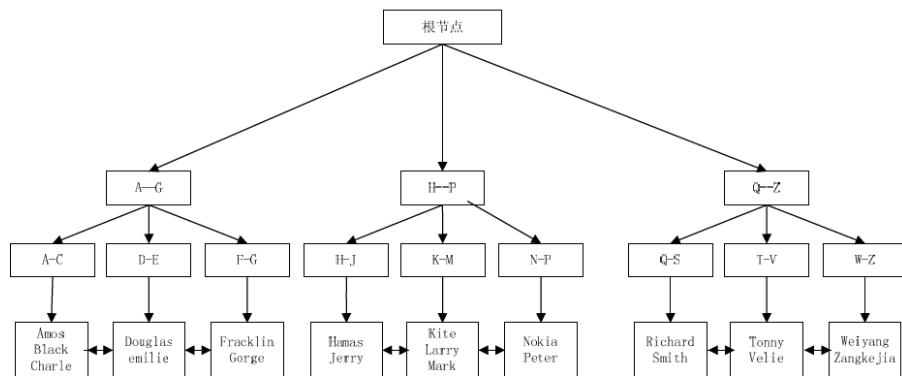 根节点
A—G
H--P
Q--Z
A-C
D-E
F-G
H-J
K-M
N-P
Q-S
T-V
W-Z
Amos
Black
Charle
Douglas
emilie
Fracklin
Gorge
Hamas
Jerry
Kite
Larry
Mark
Nokia
Peter
Richard
Smith
Tonny
Velie
Weiyang
Zangkejia